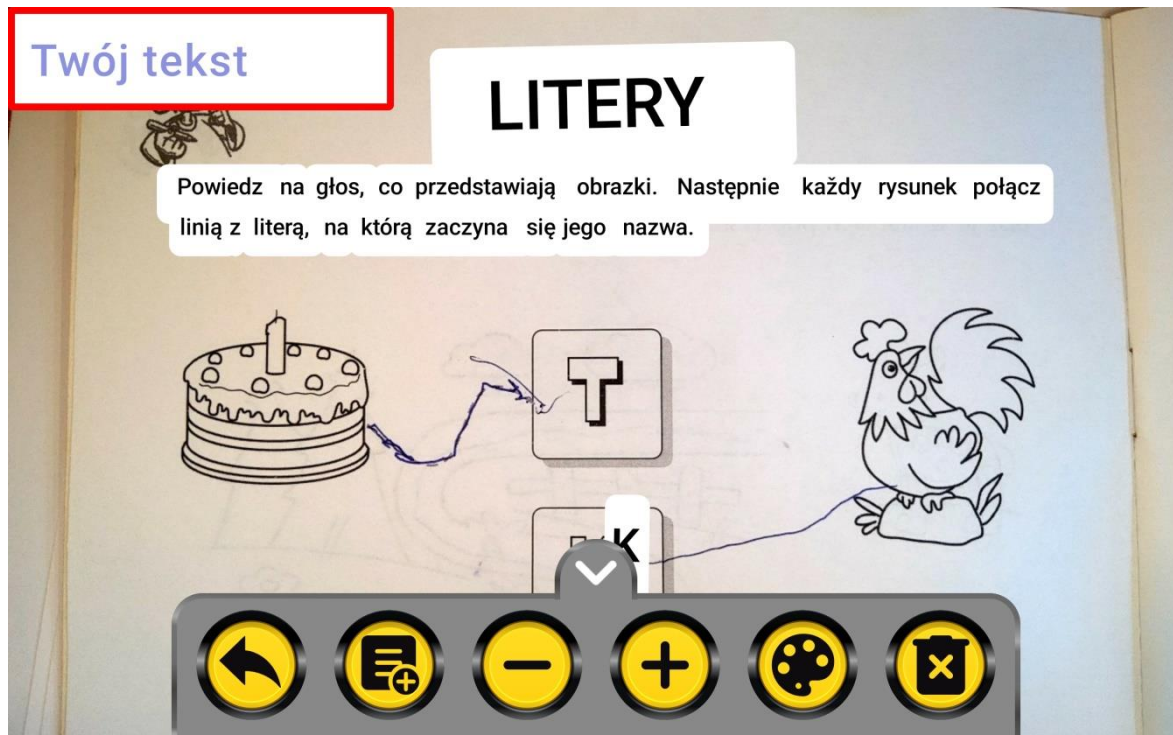 Twój tekst
LITERY
Powiedz na głos, co przedstawiają obrazki. Następnie każdy rysunek połącz
linią z literą, na którą zaczyna się jego nazwa.
T
K